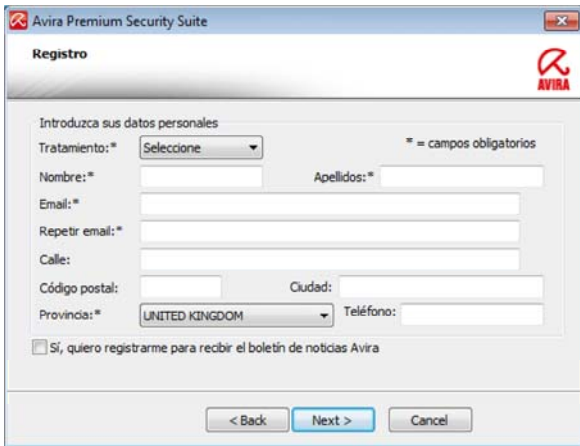 Avira Premium Security Suite
Registro
AVIRA
Introduzca sus datos personales
Tratamiento:* Seleccione * = campos obligatorios
Nombre:* Apellidos:*
Email:*
Repetir email:*
Calle:
Código postal: Ciudad:
Provincia:* UNITED KINGDOM Teléfono:
Sí, quiero registrarme para recibir el boletín de noticias Avira
< Back Next > Cancel